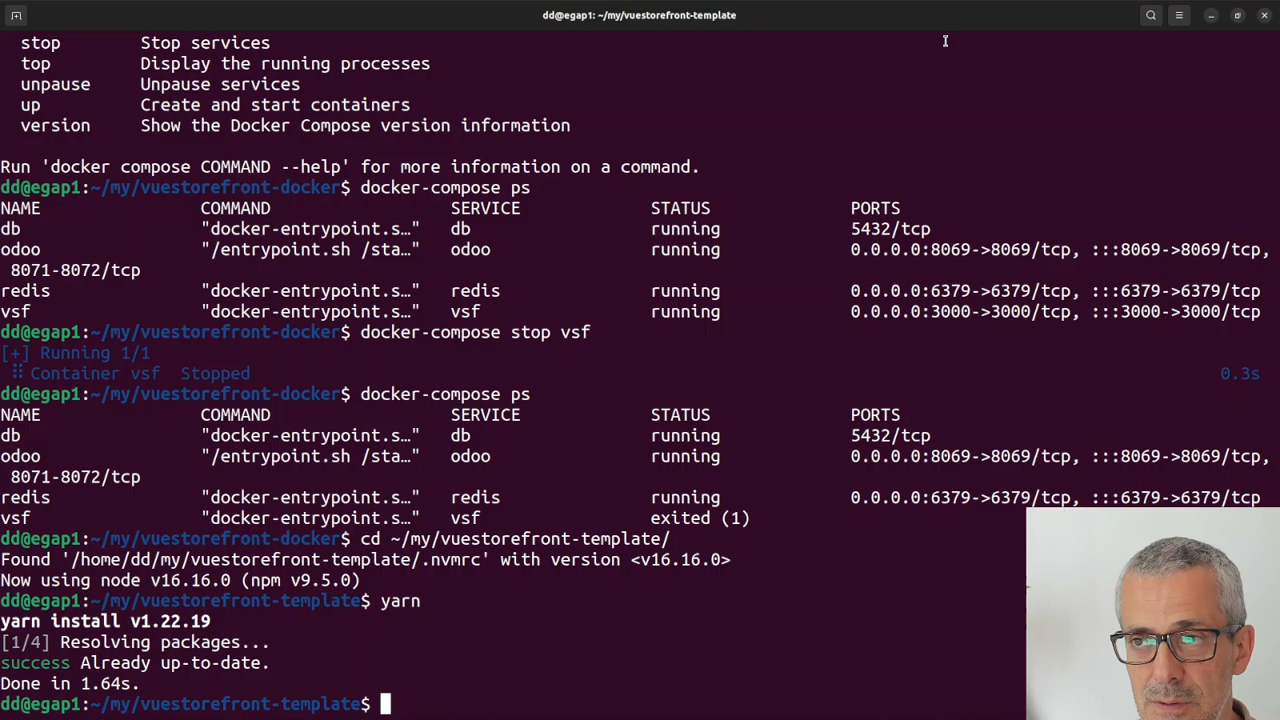 dd@egap1: ~/my/vuestorefront-template
stop Stop services
top Display the running processes
unpause Unpause services
up Create and start containers
version Show the Docker Compose version information
Run 'docker compose COMMAND --help' for more information on a command.
dd@egap1:~/my/vuestorefront-docker$ docker-compose ps
NAME COMMAND SERVICE STATUS PORTS
db "docker-entrypoint.s…" db running 5432/tcp
odoo "/entrypoint.sh /sta…" odoo running 0.0.0.0:8069->8069/tcp, :::8069->8069/tcp,
8071-8072/tcp
redis "docker-entrypoint.s…" redis running 0.0.0.0:6379->6379/tcp, :::6379->6379/tcp
vsf "docker-entrypoint.s…" vsf running 0.0.0.0:3000->3000/tcp, :::3000->3000/tcp
dd@egap1:~/my/vuestorefront-docker$ docker-compose stop vsf
[+] Running 1/1
⠿ Container vsf Stopped 0.3s
dd@egap1:~/my/vuestorefront-docker$ docker-compose ps
NAME COMMAND SERVICE STATUS PORTS
db "docker-entrypoint.s…" db running 5432/tcp
odoo "/entrypoint.sh /sta…" odoo running 0.0.0.0:8069->8069/tcp, :::8069->8069/tcp,
8071-8072/tcp
redis "docker-entrypoint.s…" redis running 0.0.0.0:6379->6379/tcp, :::6379->6379/tcp
vsf "docker-entrypoint.s…" vsf exited (1)
dd@egap1:~/my/vuestorefront-docker$ cd ~/my/vuestorefront-template/
Found '/home/dd/my/vuestorefront-template/.nvmrc' with version <v16.16.0>
Now using node v16.16.0 (npm v9.5.0)
dd@egap1:~/my/vuestorefront-template$ yarn
yarn install v1.22.19
[1/4] Resolving packages...
success Already up-to-date.
Done in 1.64s.
dd@egap1:~/my/vuestorefront-template$